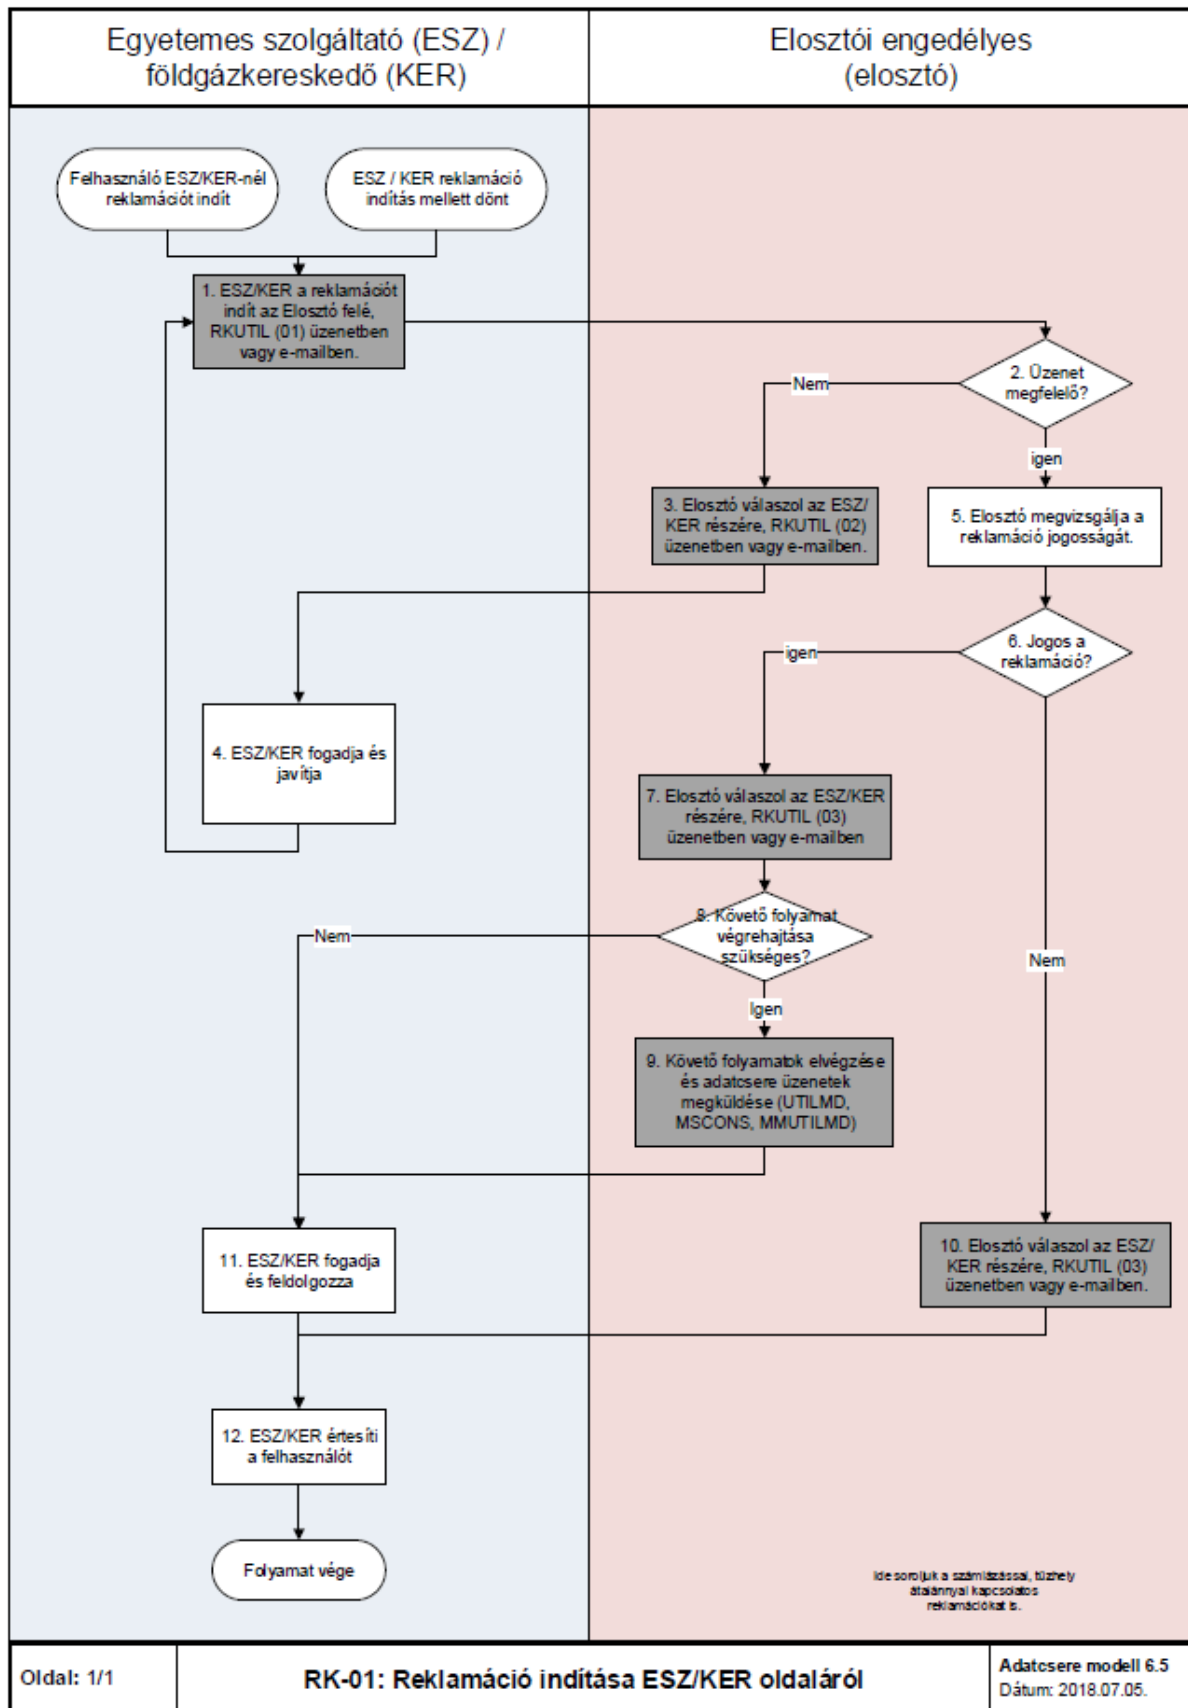 Egyetemes szolgáltató (ESZ) /
földgázkereskedő (KER)
Elosztói engedélyes
(elosztó)
Felhasználó ESZ/KER-nél
reklamációt indít
ESZ / KER reklamáció
indítás mellett dönt
1. ESZ/KER a reklamációt
indít az Elosztó felé,
RKUTIL (01) üzenetben
vagy e-mailben.
2. Üzenet
megfelelő?
Nem
igen
3. Elosztó válaszol az ESZ/
KER részére, RKUTIL (02)
üzenetben vagy e-mailben.
5. Elosztó megvizsgálja a
reklamáció jogosságát.
6. Jogos a
reklamáció?
igen
4. ESZ/KER fogadja és
javítja
7. Elosztó válaszol az ESZ/KER
részére, RKUTIL (03)
üzenetben vagy e-mailben
8. Követő folyamat
végrehajtása
szükséges?
Nem
Nem
Igen
9. Követő folyamatok elvégzése
és adatcsere üzenetek
megküldése (UTILMD,
MSCONS, MMUTILMD)
11. ESZ/KER fogadja
és feldolgozza
10. Elosztó válaszol az ESZ/
KER részére, RKUTIL (03)
üzenetben vagy e-mailben.
12. ESZ/KER értesíti
a felhasználót
Folyamat vége
Ide soroljuk a számlázással, tűzhely
átalánnyal kapcsolatos
reklamációkat is.
Oldal: 1/1
RK-01: Reklamáció indítása ESZ/KER oldaláról
Adatcsere modell 6.5
Dátum: 2018.07.05.